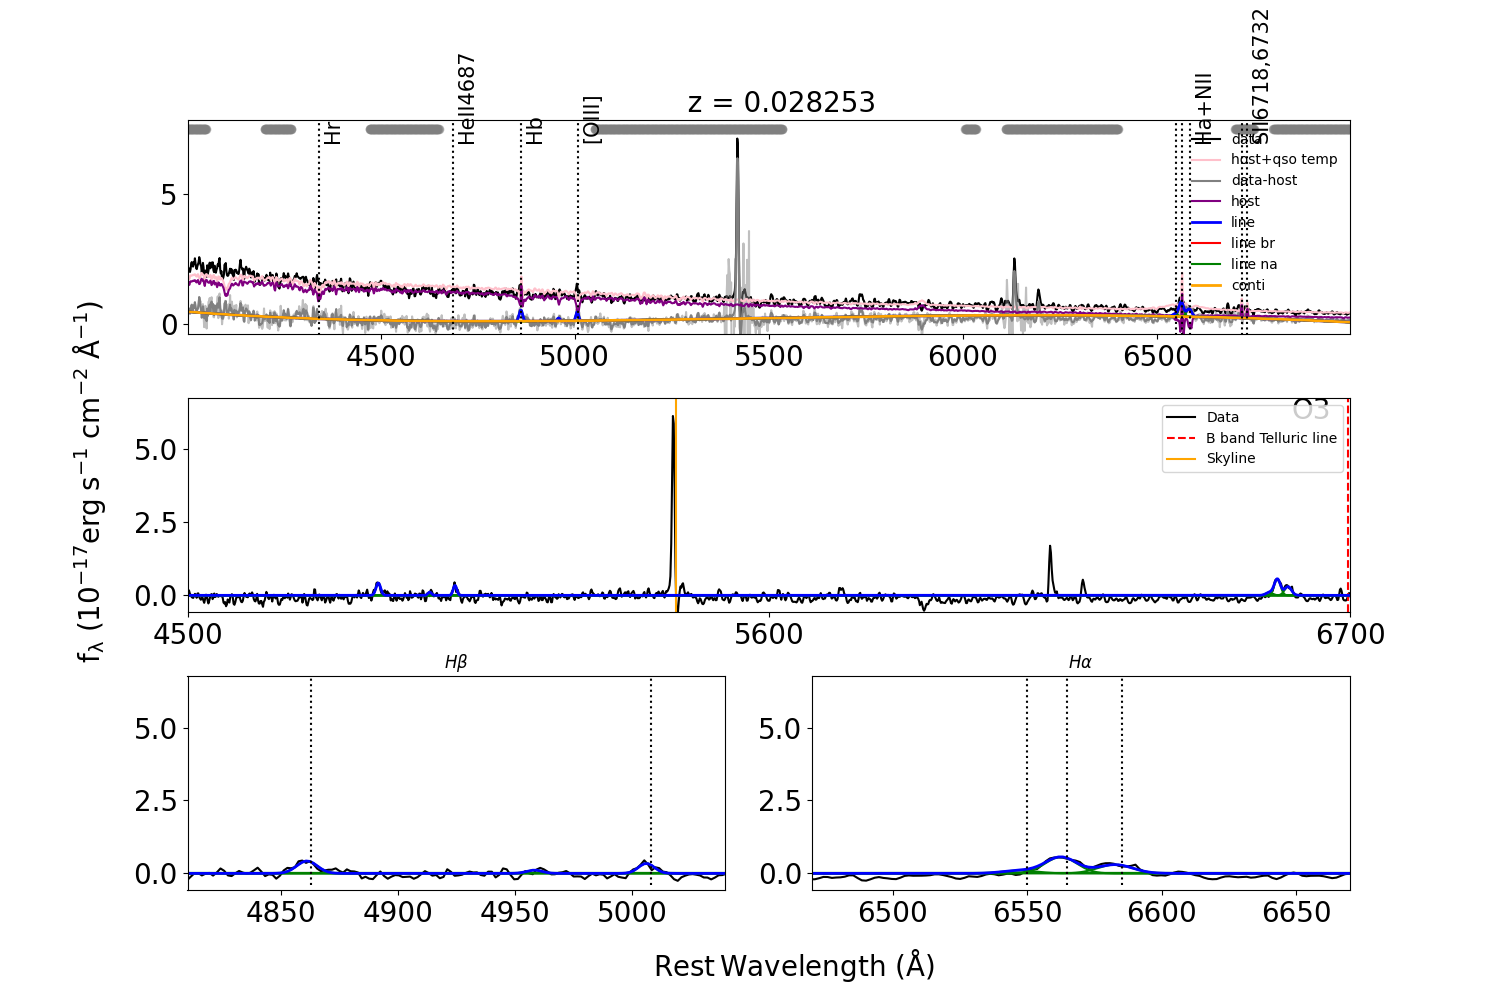 z = 0.028253
Hr
HeII4687
Hb
[OIII]
Ha+NII
SII6718,6732
data
host+qso temp
data-host
host
line
line br
line na
conti
5
0
4500
5000
5500
6000
6500
fλ (10⁻¹⁷erg s⁻¹ cm⁻² Å⁻¹)
O3
Data
B band Telluric line
Skyline
5.0
2.5
0.0
4500
5600
6700
Hβ
5.0
2.5
0.0
4850
4900
4950
5000
Hα
5.0
2.5
0.0
6500
6550
6600
6650
Rest Wavelength (Å)